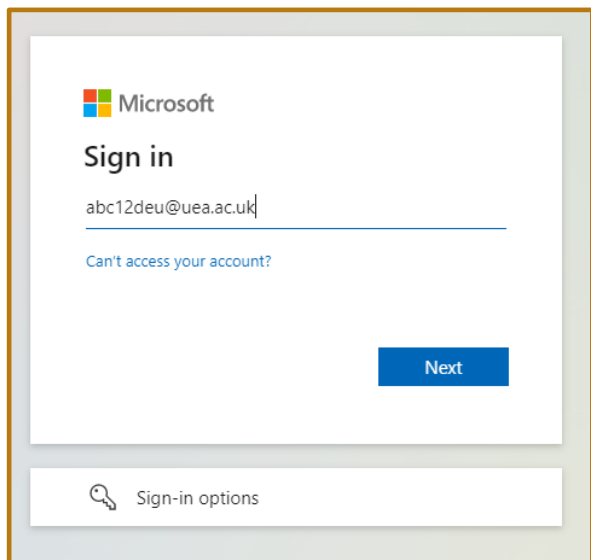 Microsoft
Sign in
abc12deu@uea.ac.uk
Can't access your account?
Next
Sign-in options